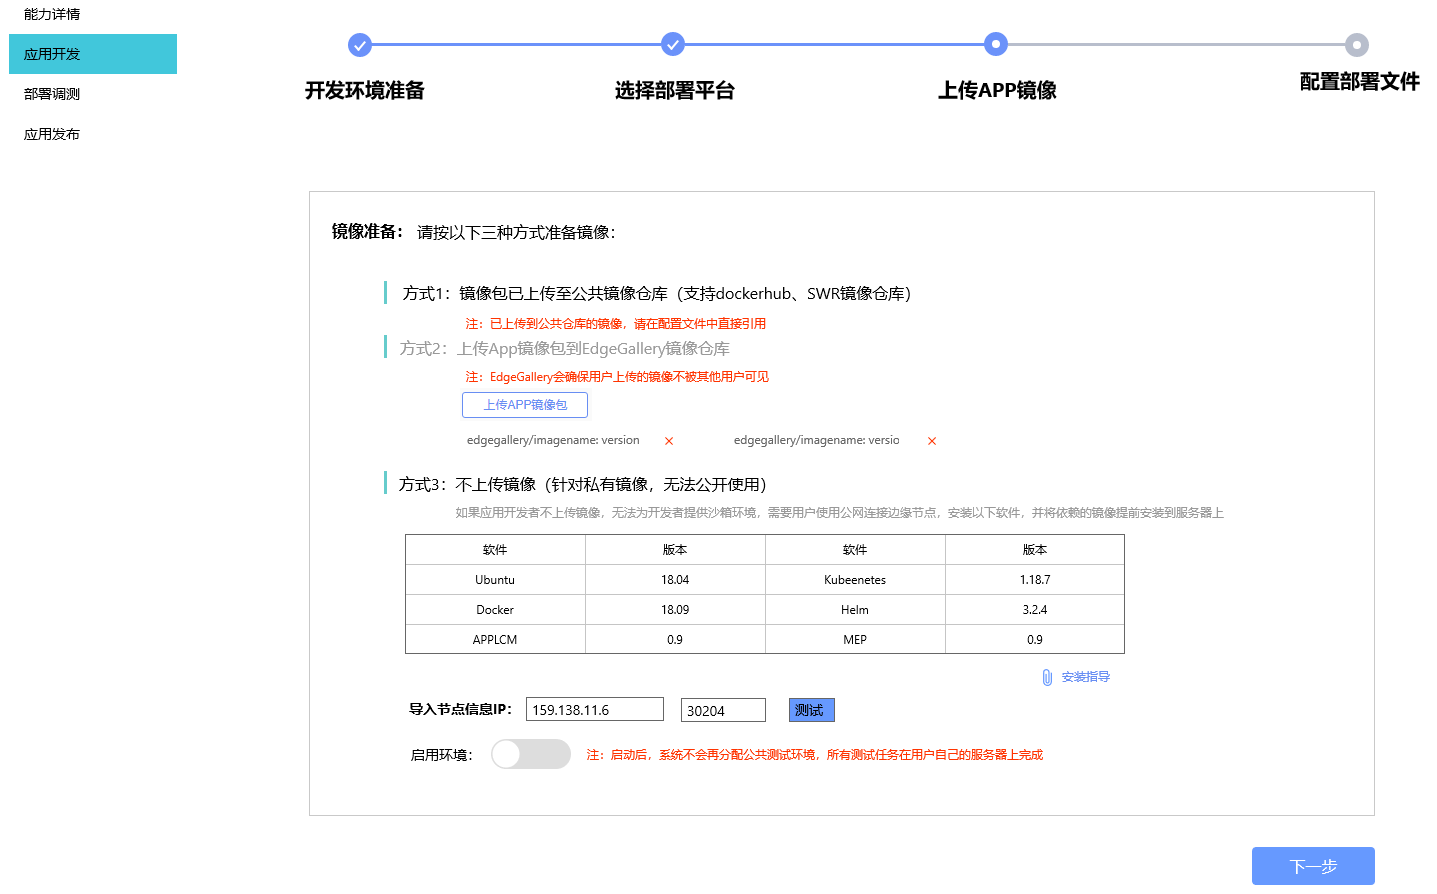 能力详情
应用开发
部署调测
应用发布
开发环境准备
选择部署平台
上传APP镜像
配置部署文件
镜像准备： 请按以下三种方式准备镜像：
方式1：镜像包已上传至公共镜像仓库（支持dockerhub、SWR镜像仓库）
注：已上传到公共仓库的镜像，请在配置文件中直接引用
方式2：上传App镜像包到EdgeGallery镜像仓库
注：EdgeGallery会确保用户上传的镜像不被其他用户可见
上传APP镜像包
edgegallery/imagename: version edgegallery/imagename: versio
方式3：不上传镜像（针对私有镜像，无法公开使用）
如果应用开发者不上传镜像，无法为开发者提供沙箱环境，需要用户使用公网连接边缘节点，安装以下软件，并将依赖的镜像提前安装到服务器上
软件 版本 软件 版本
Ubuntu 18.04 Kubeenetes 1.18.7
Docker 18.09 Helm 3.2.4
APPLCM 0.9 MEP 0.9
安装指导
导入节点信息IP： 159.138.11.6 30204 测试
启用环境： 注：启动后，系统不会再分配公共测试环境，所有测试任务在用户自己的服务器上完成
下一步